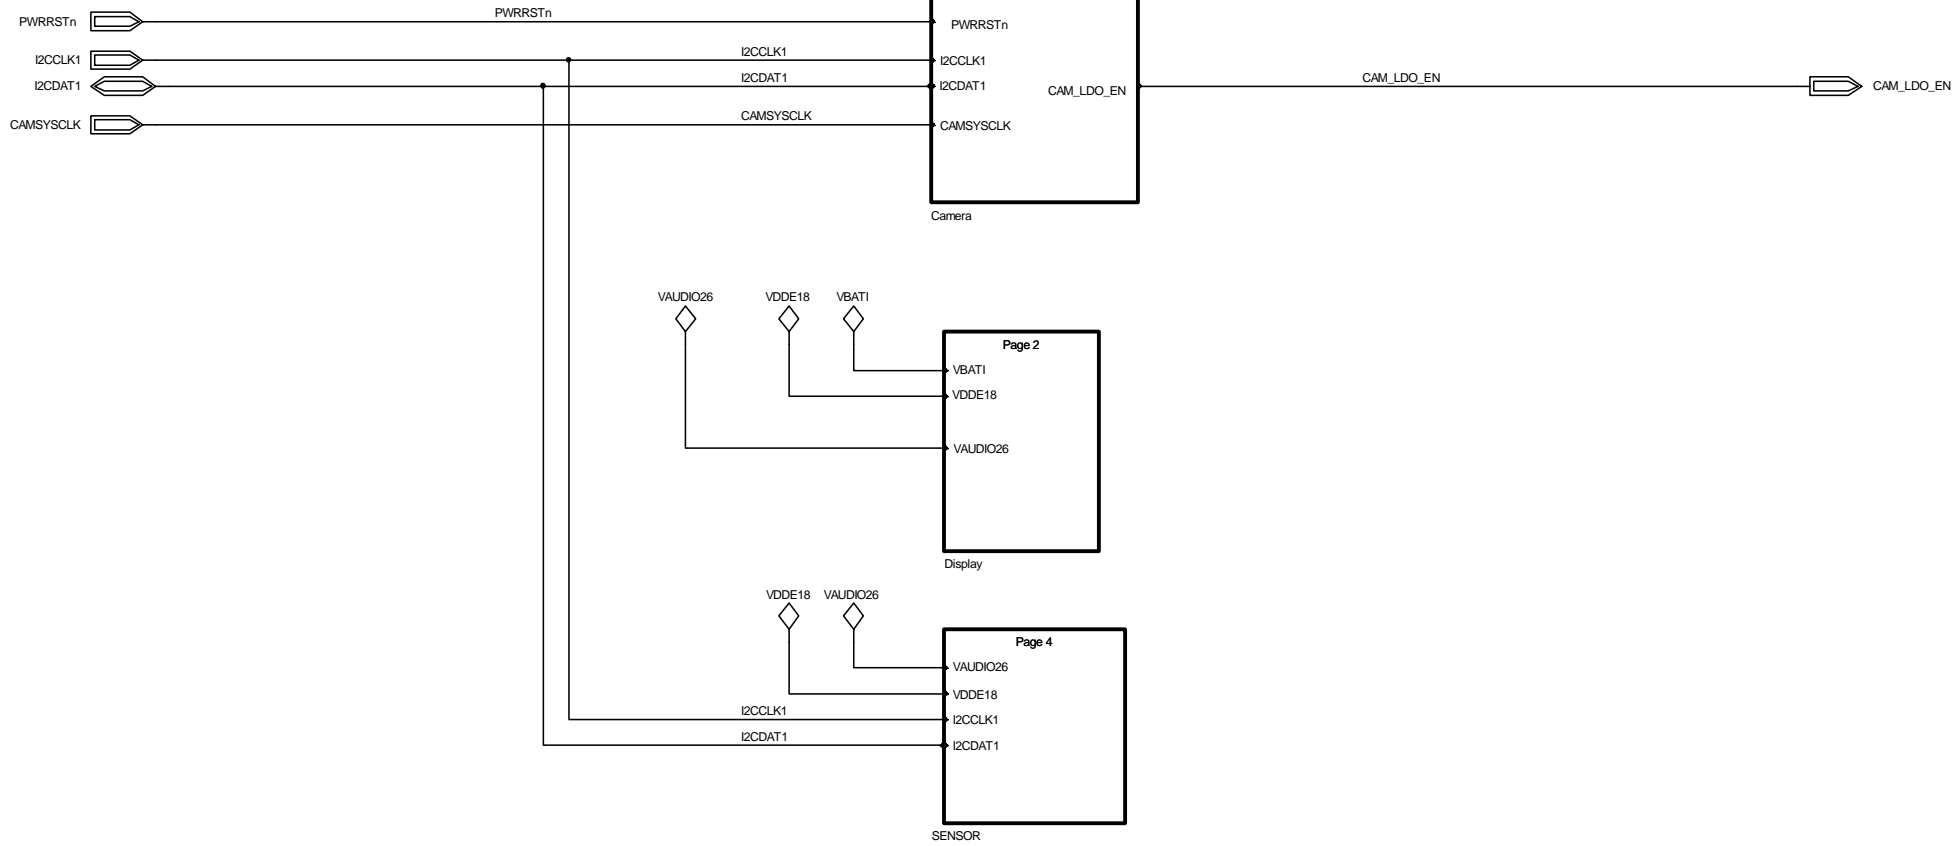 PWRRSTn
PWRRSTn
PWRRSTn
I2CCLK1
I2CCLK1
I2CCLK1
I2CDAT1
I2CDAT1
I2CDAT1
CAM_LDO_EN
CAM_LDO_EN
CAM_LDO_EN
CAMSYSCLK
CAMSYSCLK
CAMSYSCLK
Camera
VAUDIO26
VDDE18
VBATI
Page 2
VBATI
VDDE18
VAUDIO26
Display
VDDE18
VAUDIO26
Page 4
VAUDIO26
VDDE18
I2CCLK1
I2CCLK1
I2CDAT1
I2CDAT1
SENSOR